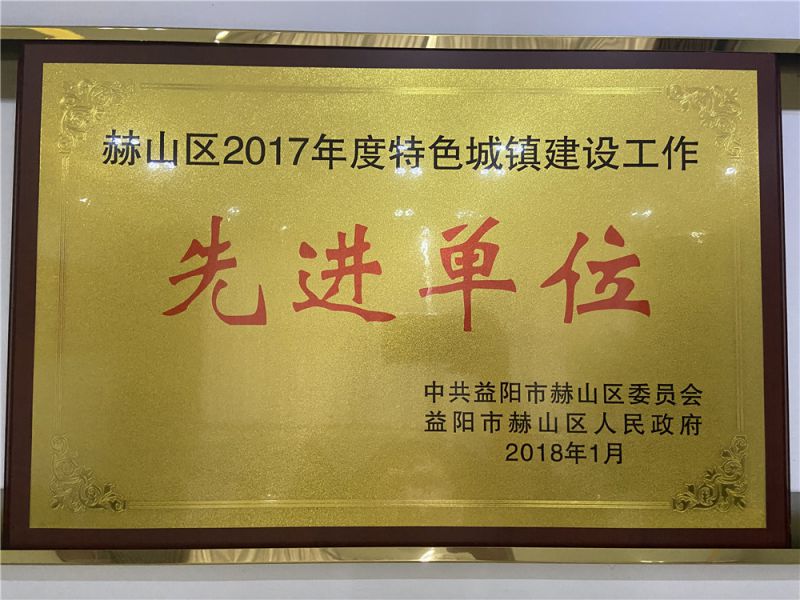 赫山区2017年度特色城镇建设工作
先进单位
中共益阳市赫山区委员会
益阳市赫山区人民政府
2018年1月